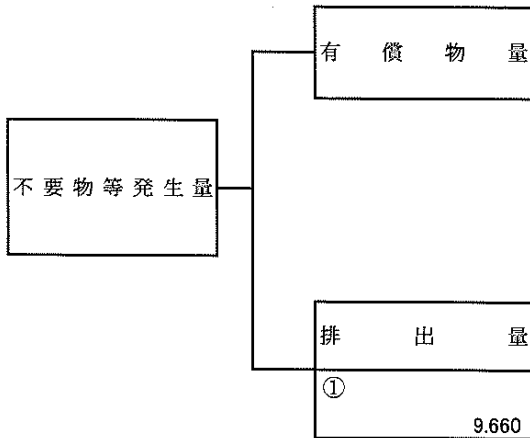 有償物量
不要物等発生量
排出量
①
9.660